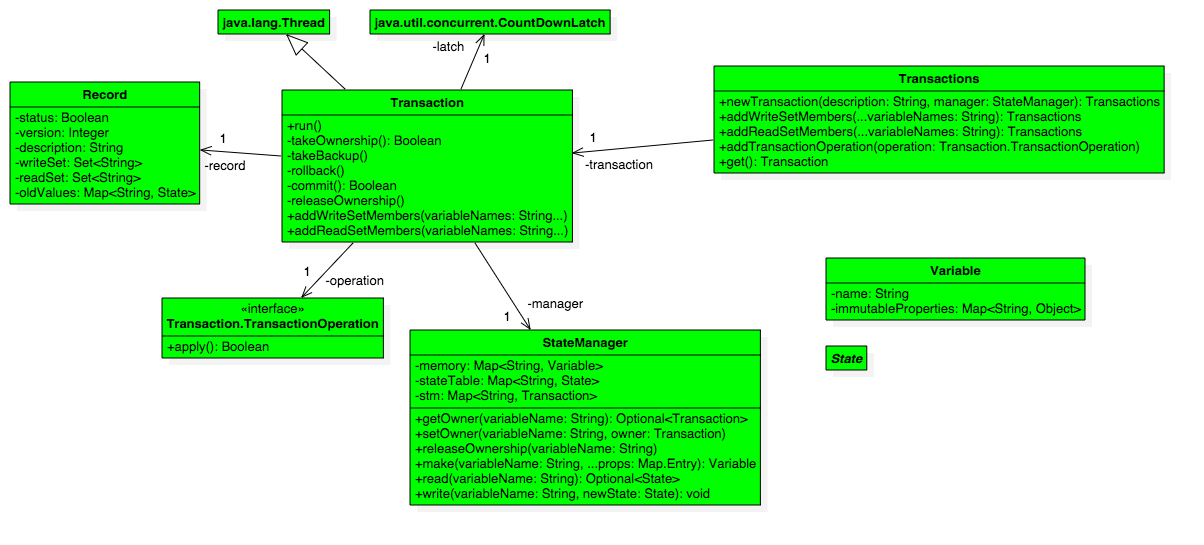 java.lang.Thread
java.util.concurrent.CountDownLatch
-latch
1
Record
-status: Boolean
-version: Integer
-description: String
-writeSet: Set<String>
-readSet: Set<String>
-oldValues: Map<String, State>
1
-record
Transaction
+run()
-takeOwnership(): Boolean
-takeBackup()
-rollback()
-commit(): Boolean
-releaseOwnership()
+addWriteSetMembers(variableNames: String...)
+addReadSetMembers(variableNames: String...)
1
-transaction
Transactions
+newTransaction(description: String, manager: StateManager): Transactions
+addWriteSetMembers(...variableNames: String): Transactions
+addReadSetMembers(...variableNames: String): Transactions
+addTransactionOperation(operation: Transaction.TransactionOperation)
+get(): Transaction
1
-operation
«interface»
Transaction.TransactionOperation
+apply(): Boolean
-manager
1
StateManager
-memory: Map<String, Variable>
-stateTable: Map<String, State>
-stm: Map<String, Transaction>
+getOwner(variableName: String): Optional<Transaction>
+setOwner(variableName: String, owner: Transaction)
+releaseOwnership(variableName: String)
+make(variableName: String, ...props: Map.Entry): Variable
+read(variableName: String): Optional<State>
+write(variableName: String, newState: State): void
Variable
-name: String
-immutableProperties: Map<String, Object>
State